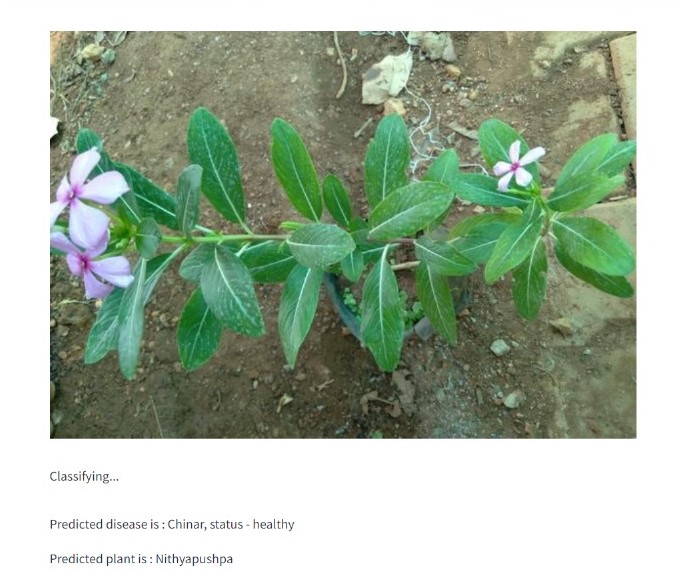 Classifying...
Predicted disease is : Chinar, status - healthy
Predicted plant is : Nithyapushpa